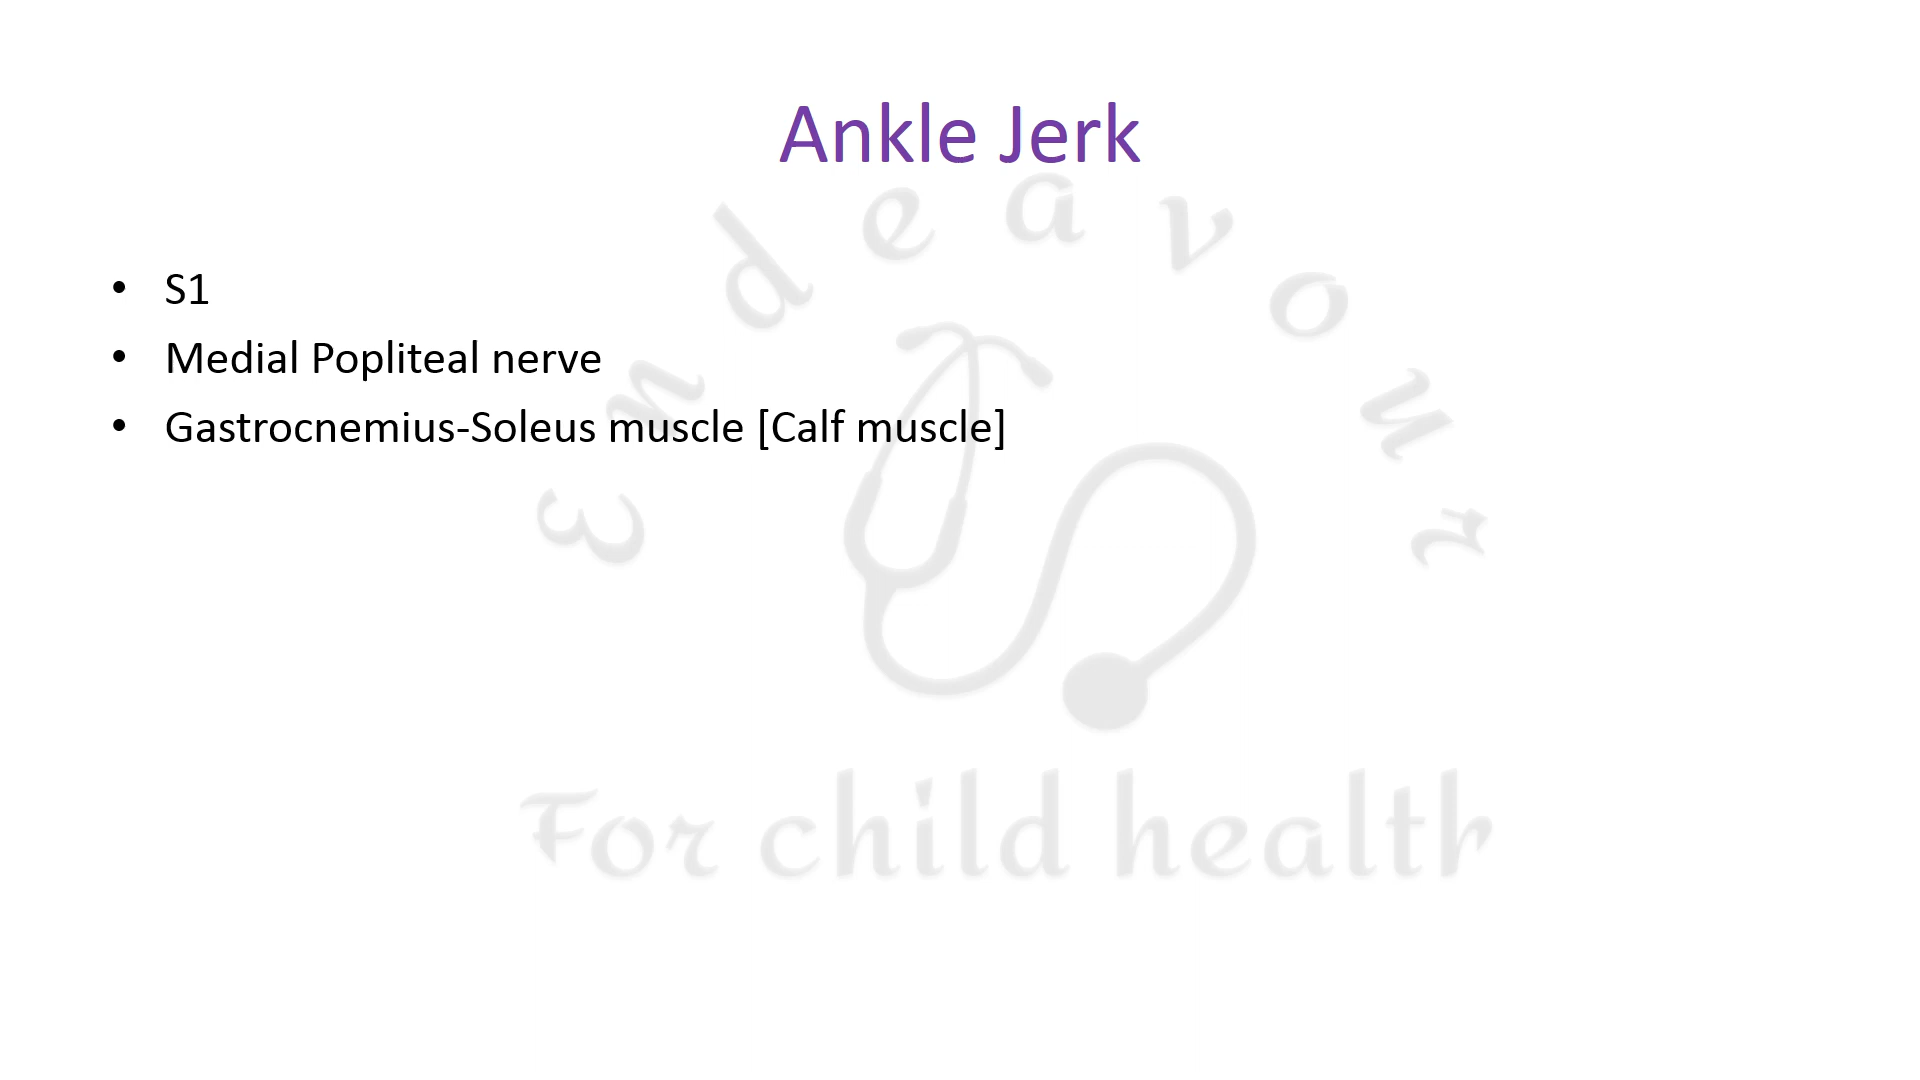 Ankle Jerk
Endeavour
• S1
• Medial Popliteal nerve
• Gastrocnemius-Soleus muscle [Calf muscle]
For child health